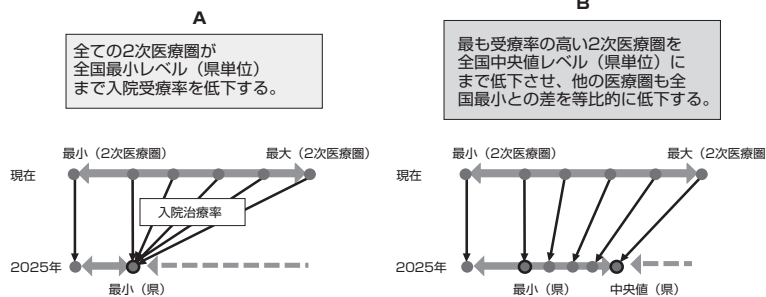 A
全ての2次医療圏が
全国最小レベル（県単位）
まで入院受療率を低下する。
最小（2次医療圏）
最大（2次医療圏）
現在
入院治療率
2025年
最小（県）
B
最も受療率の高い2次医療圏を
全国中央値レベル（県単位）に
まで低下させ、他の医療圏も全
国最小との差を等比的に低下する。
最小（2次医療圏）
最大（2次医療圏
現在
2025年
最小（県）
中央値（県）